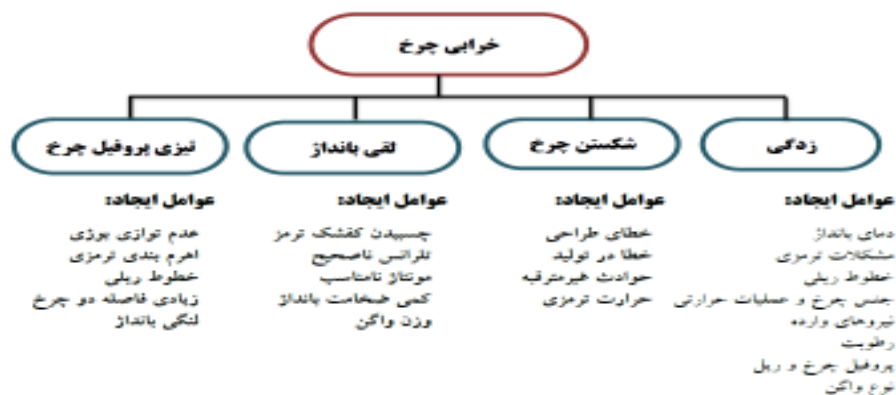 خرابی چرخ
زدگی
شکستن چرخ
لقی بانداژ
تیزی پروفیل چرخ
عوامل ایجاد:
دمای بانداژ
مشکلات ترمزی
خطوط ریلی
جنس چرخ و عملیات حرارتی
نیروهای وارده
رطوبت
پروفیل چرخ و ریل
نوع واگن
عوامل ایجاد:
خطای طراحی
خطا در تولید
حوادث غیرمترقبه
حرارت ترمزی
عوامل ایجاد:
چسبیدن کفشک ترمز
تلرانس ناصحیح
مونتاژ نامناسب
کمی ضخامت بانداژ
وزن واگن
عوامل ایجاد:
عدم توازی بوژی
اهرم بندی ترمزی
خطوط ریلی
زیادی فاصله دو چرخ
لنگی بانداژ